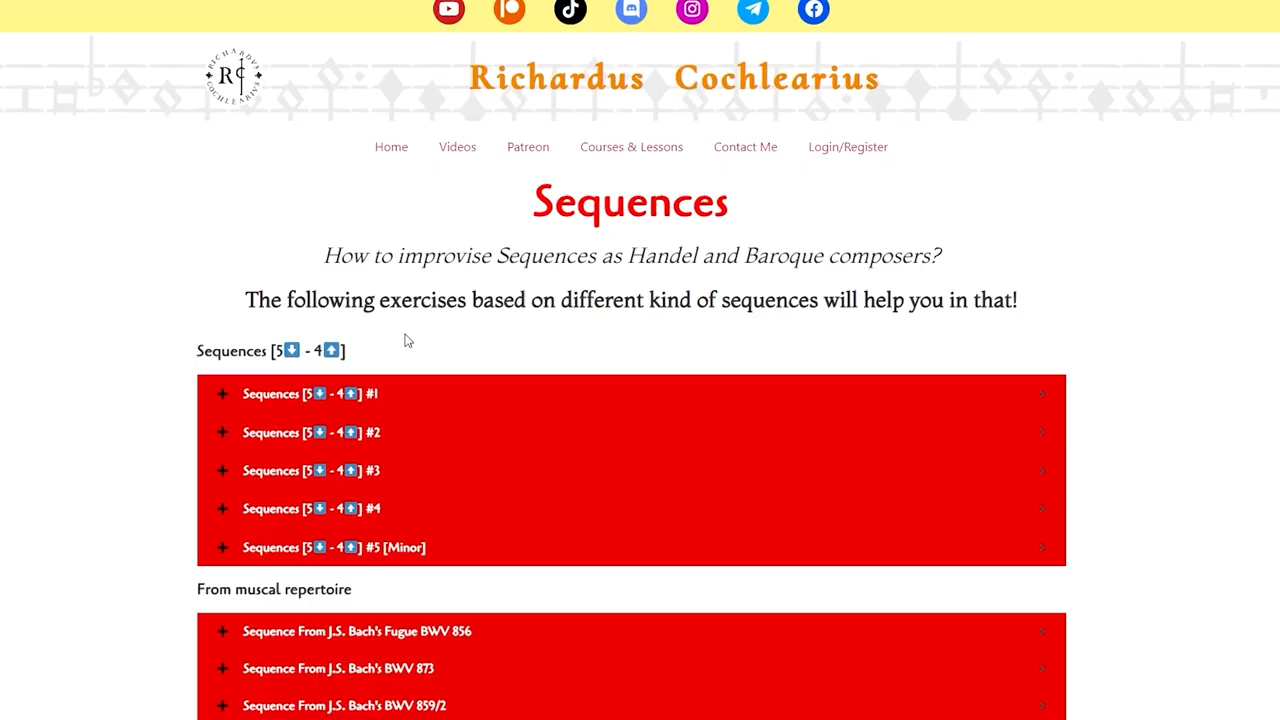 RICHARDVS
R
COCHLEARIVS
Richardus Cochlearius
Home Videos Patreon Courses & Lessons Contact Me Login/Register
Sequences
How to improvise Sequences as Handel and Baroque composers?
The following exercises based on different kind of sequences will help you in that!
Sequences [5⬇️ - 4⬆️]
Sequences [5⬇️ - 4⬆️] #1
Sequences [5⬇️ - 4⬆️] #2
Sequences [5⬇️ - 4⬆️] #3
Sequences [5⬇️ - 4⬆️] #4
Sequences [5⬇️ - 4⬆️] #5 [Minor]
From muscal repertoire
Sequence From J.S. Bach's Fugue BWV 856
Sequence From J.S. Bach's BWV 873
Sequence From J.S. Bach's BWV 859/2